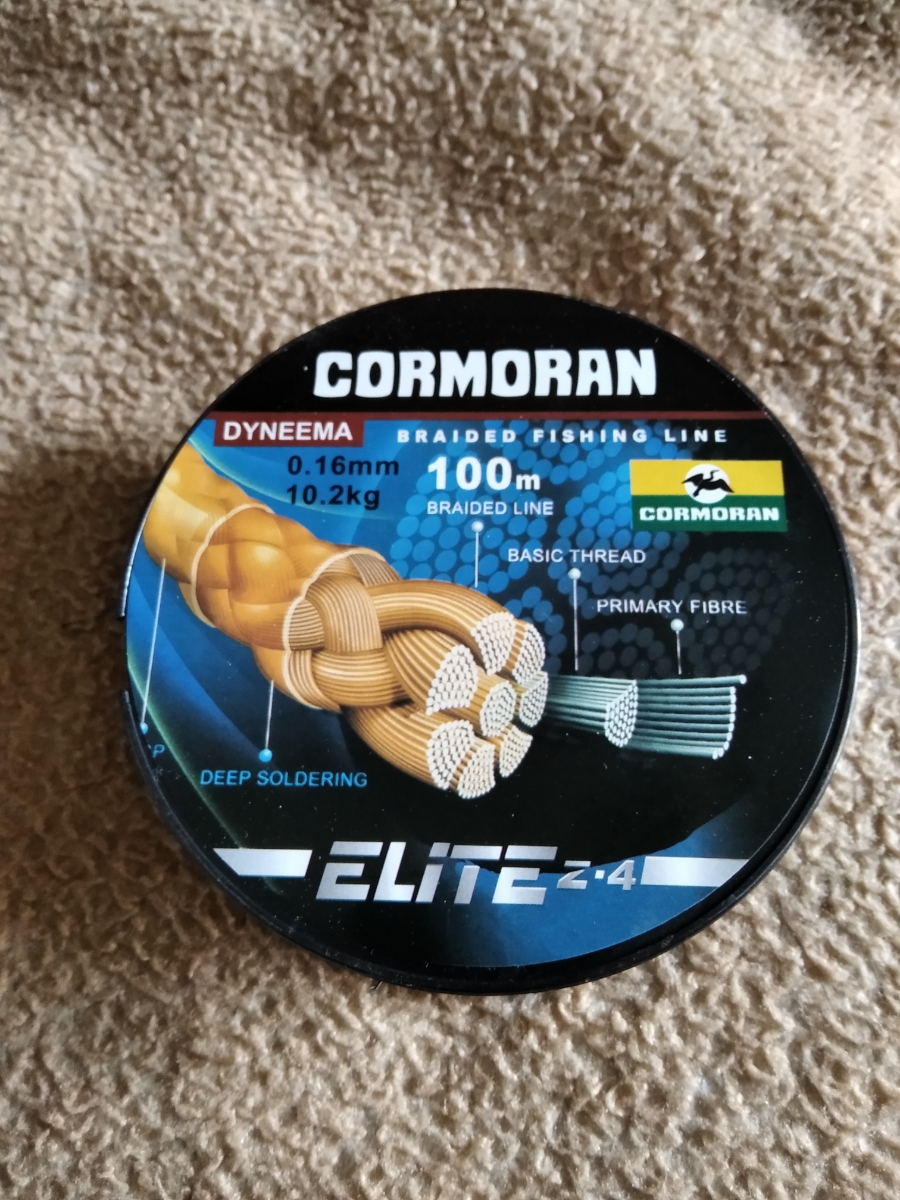 CORMORAN
DYNEEMA
BRAIDED FISHING LINE
0.16mm
100m
10.2kg
CORMORAN
BRAIDED LINE
BASIC THREAD
PRIMARY FIBRE
DEEP SOLDERING
ELiTE z·4